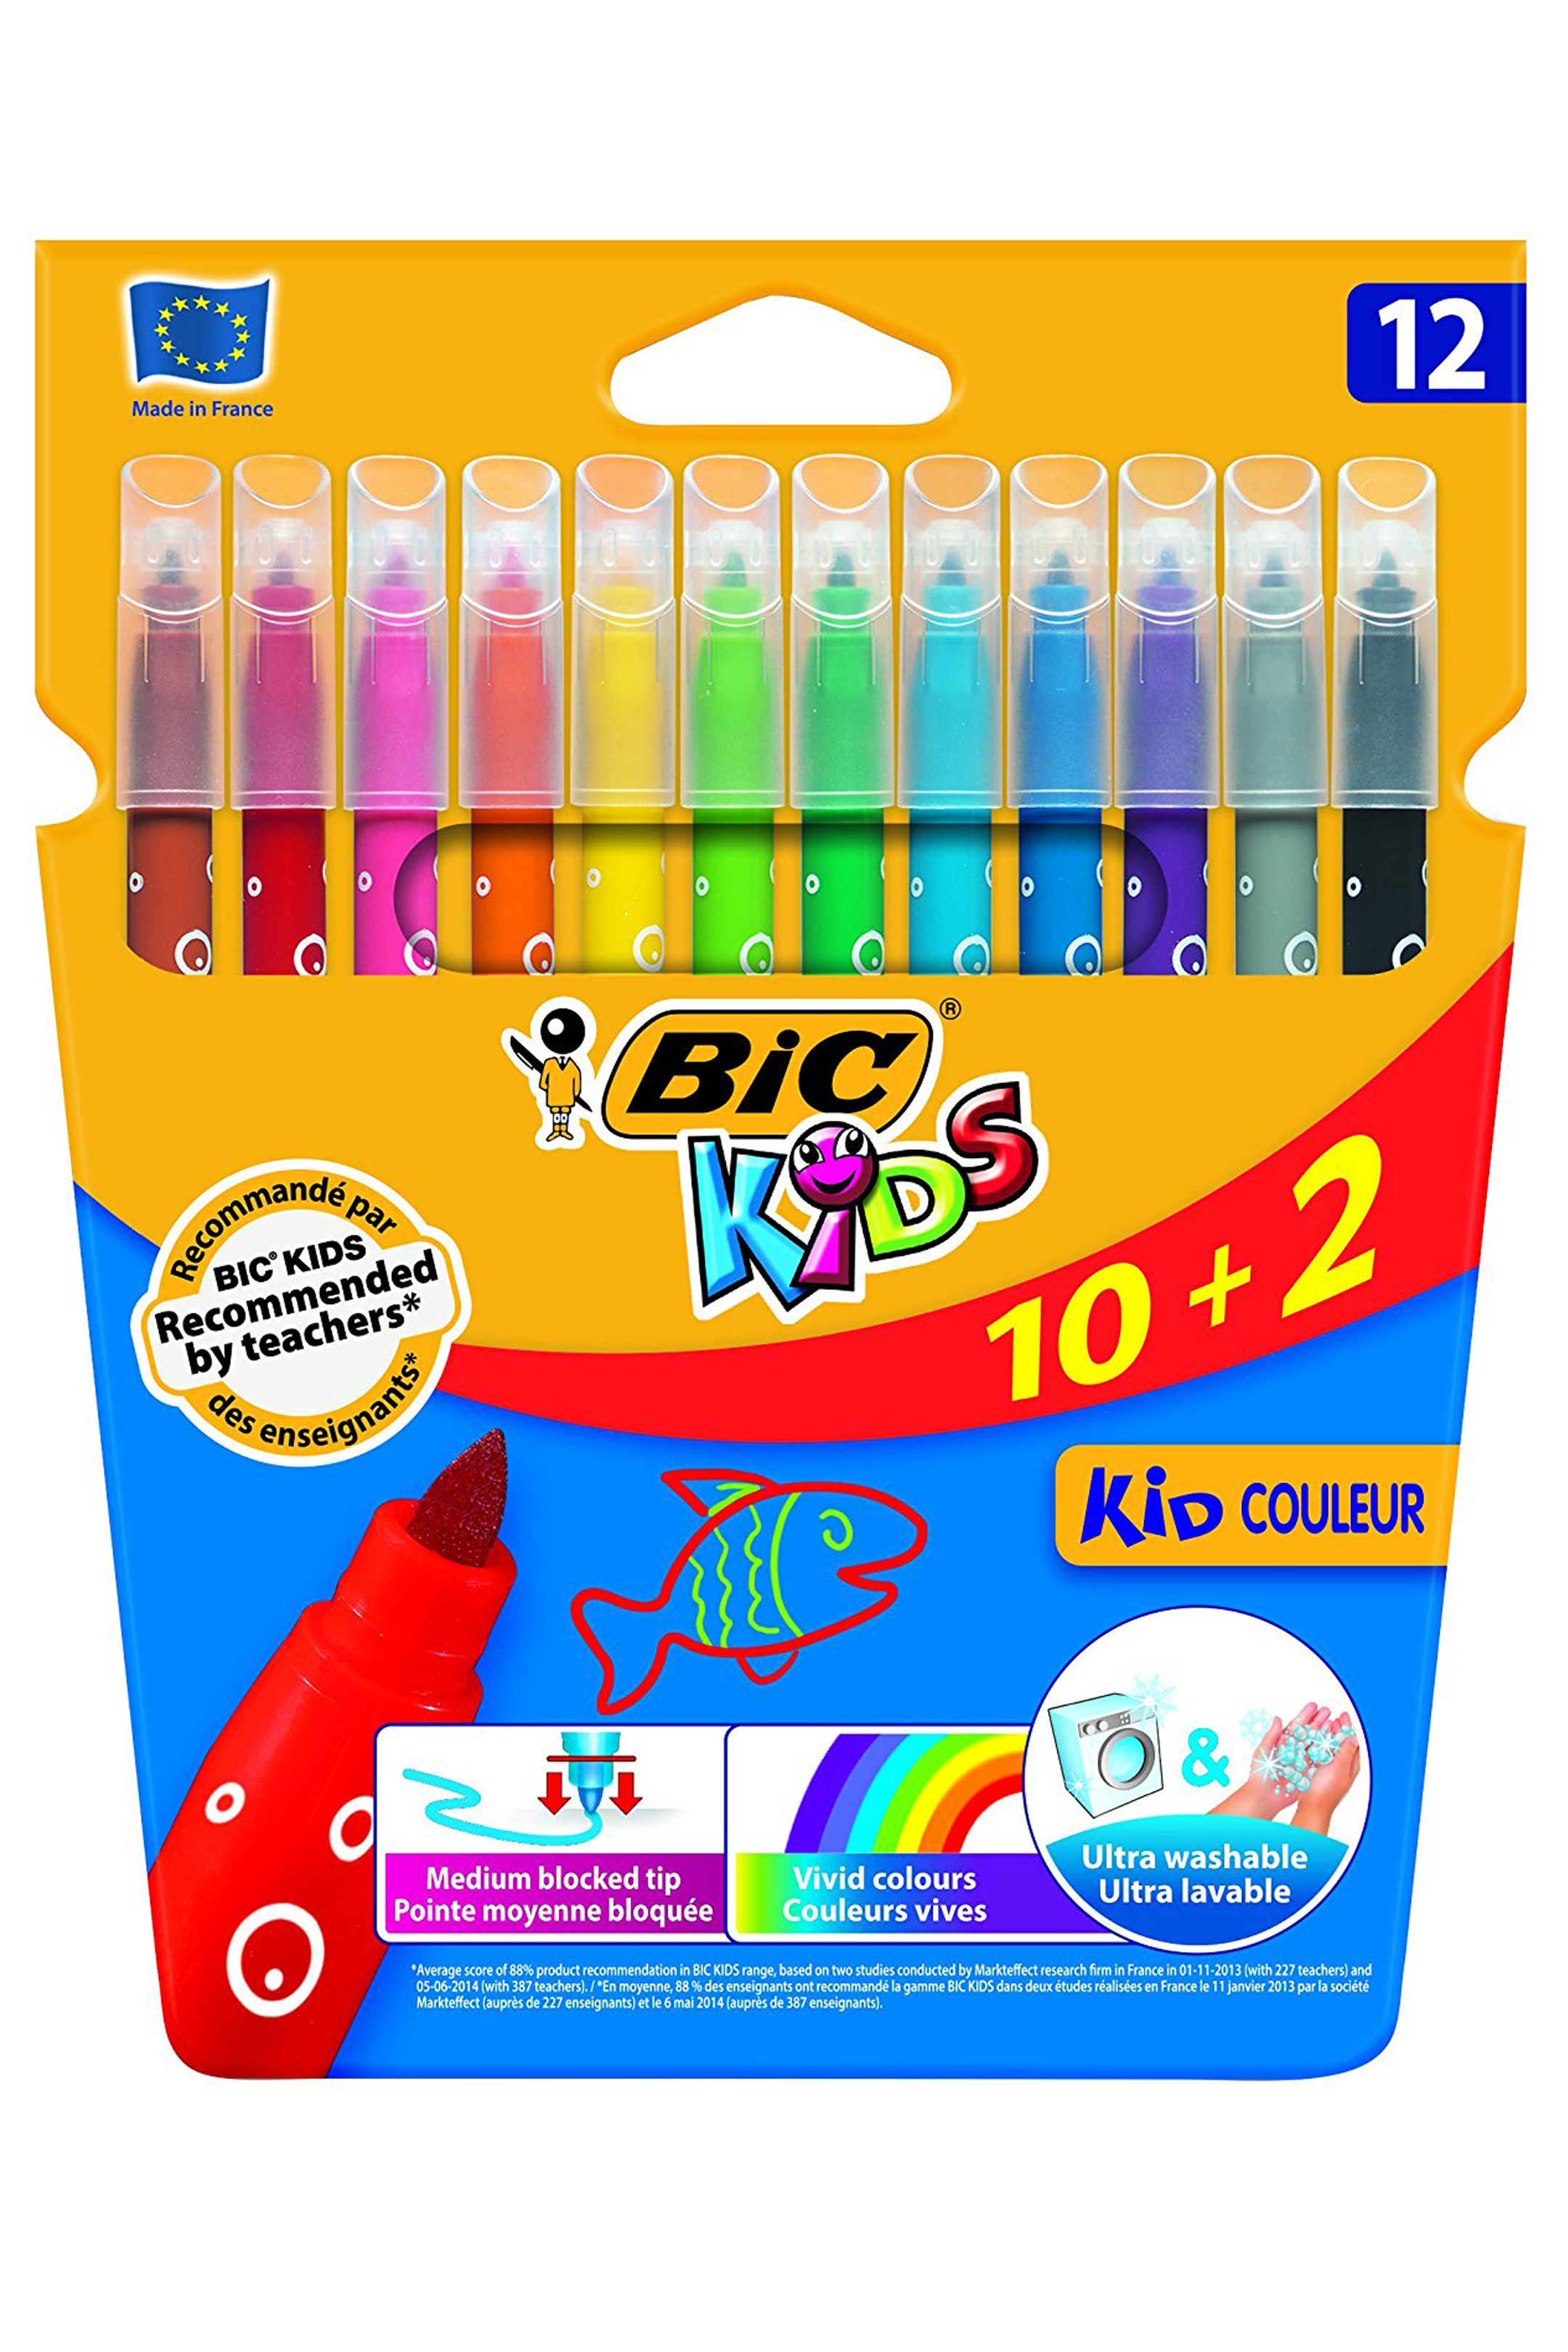 Made in France
12
BiC®
KiDS
Recommandé par
BIC® KIDS
Recommended
by teachers*
des enseignants*
10 + 2
KiD COULEUR
Medium blocked tip
Pointe moyenne bloquée
Vivid colours
Couleurs vives
&
Ultra washable
Ultra lavable
*Average score of 88% product recommendation in BIC KIDS range, based on two studies conducted by Markteffect research firm in France in 01-11-2013 (with 227 teachers) and
05-06-2014 (with 387 teachers). / *En moyenne, 88 % des enseignants ont recommandé la gamme BIC KIDS dans deux études réalisées en France le 11 janvier 2013 par la société
Markteffect (auprès de 227 enseignants) et le 6 mai 2014 (auprès de 387 enseignants).